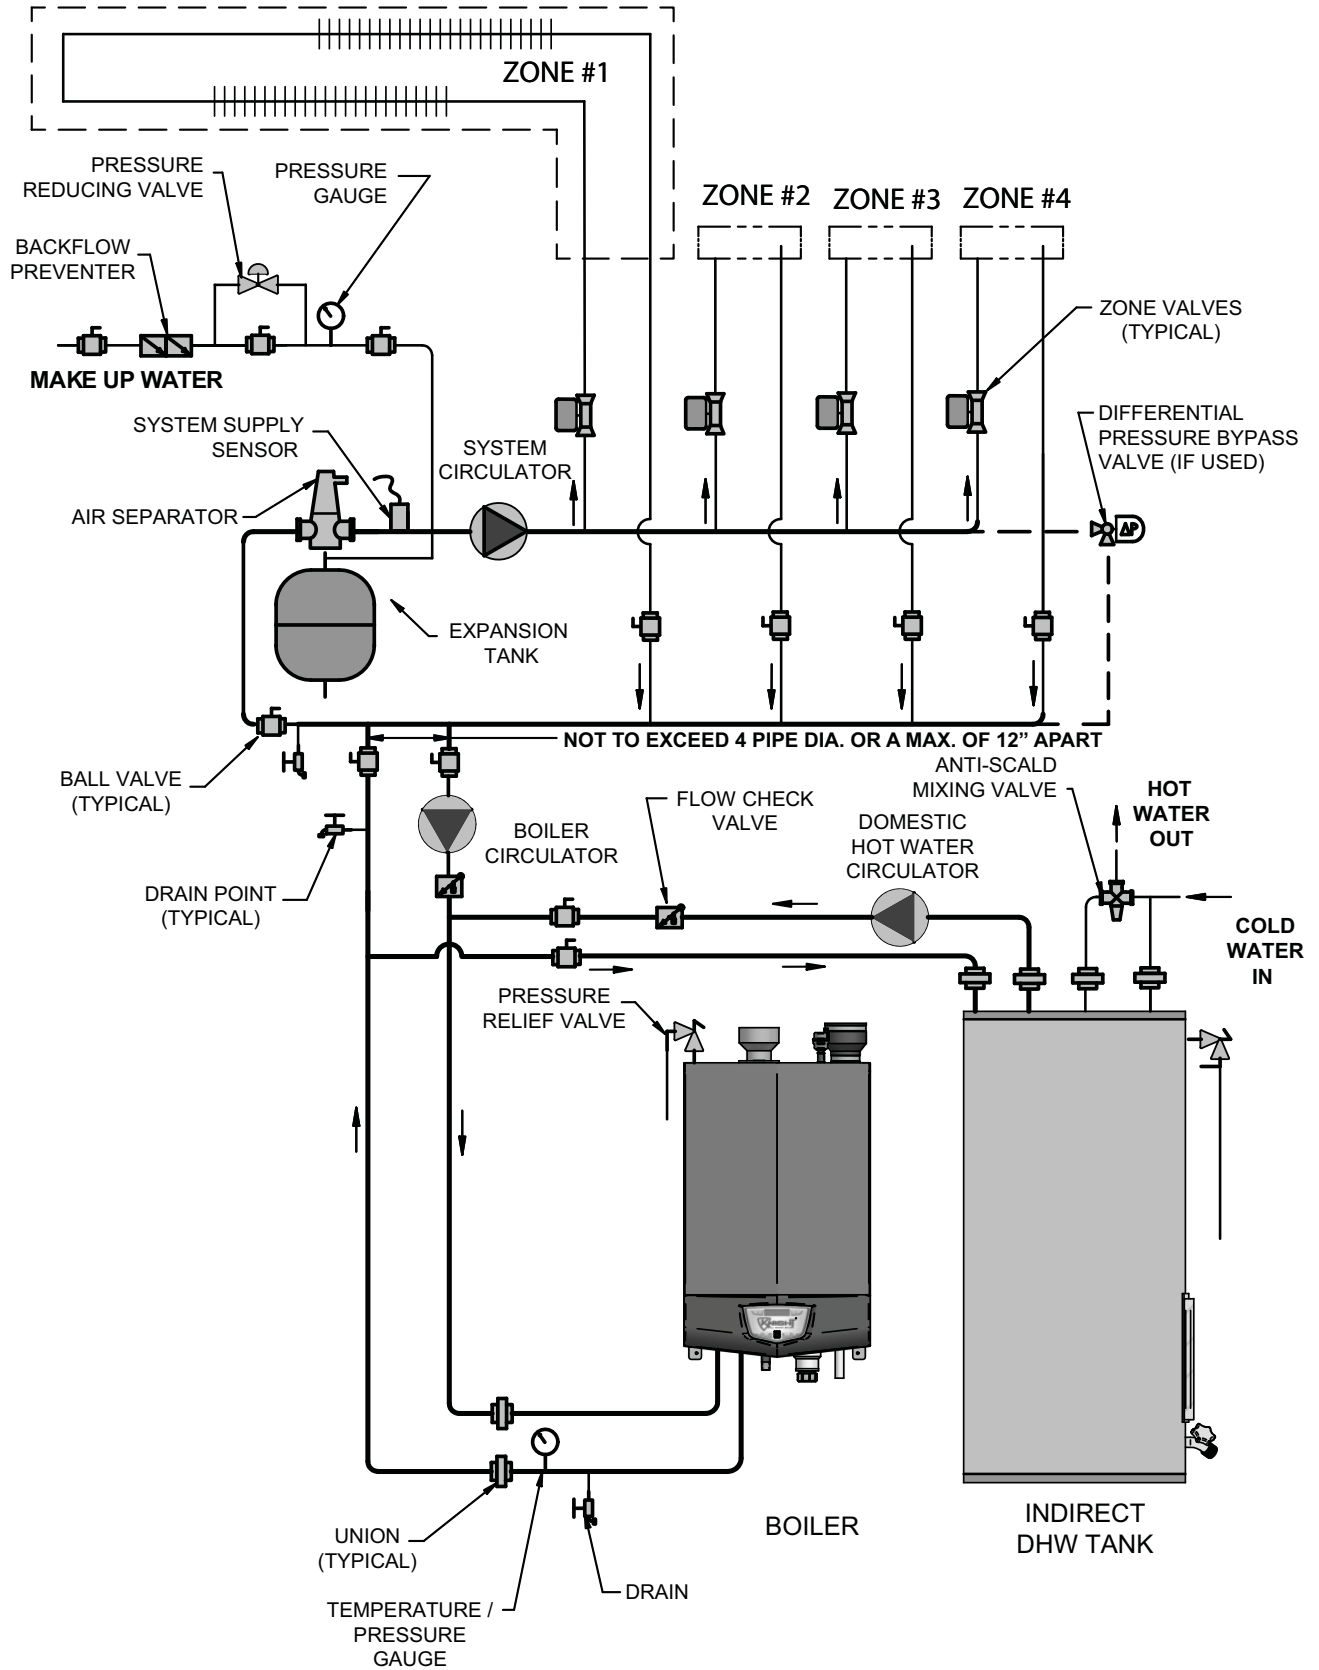 ZONE #1
PRESSURE
REDUCING VALVE
PRESSURE
GAUGE
ZONE #2
ZONE #3
ZONE #4
BACKFLOW
PREVENTER
ZONE VALVES
(TYPICAL)
MAKE UP WATER
SYSTEM SUPPLY
SENSOR
SYSTEM
CIRCULATOR
DIFFERENTIAL
PRESSURE BYPASS
VALVE (IF USED)
AIR SEPARATOR
ΔP
EXPANSION
TANK
NOT TO EXCEED 4 PIPE DIA. OR A MAX. OF 12” APART
BALL VALVE
(TYPICAL)
ANTI-SCALD
MIXING VALVE
HOT
WATER
OUT
FLOW CHECK
VALVE
DOMESTIC
HOT WATER
CIRCULATOR
BOILER
CIRCULATOR
DRAIN POINT
(TYPICAL)
COLD
WATER
IN
PRESSURE
RELIEF VALVE
KNIGHT
BOILER
INDIRECT
DHW TANK
UNION
(TYPICAL)
DRAIN
TEMPERATURE /
PRESSURE
GAUGE